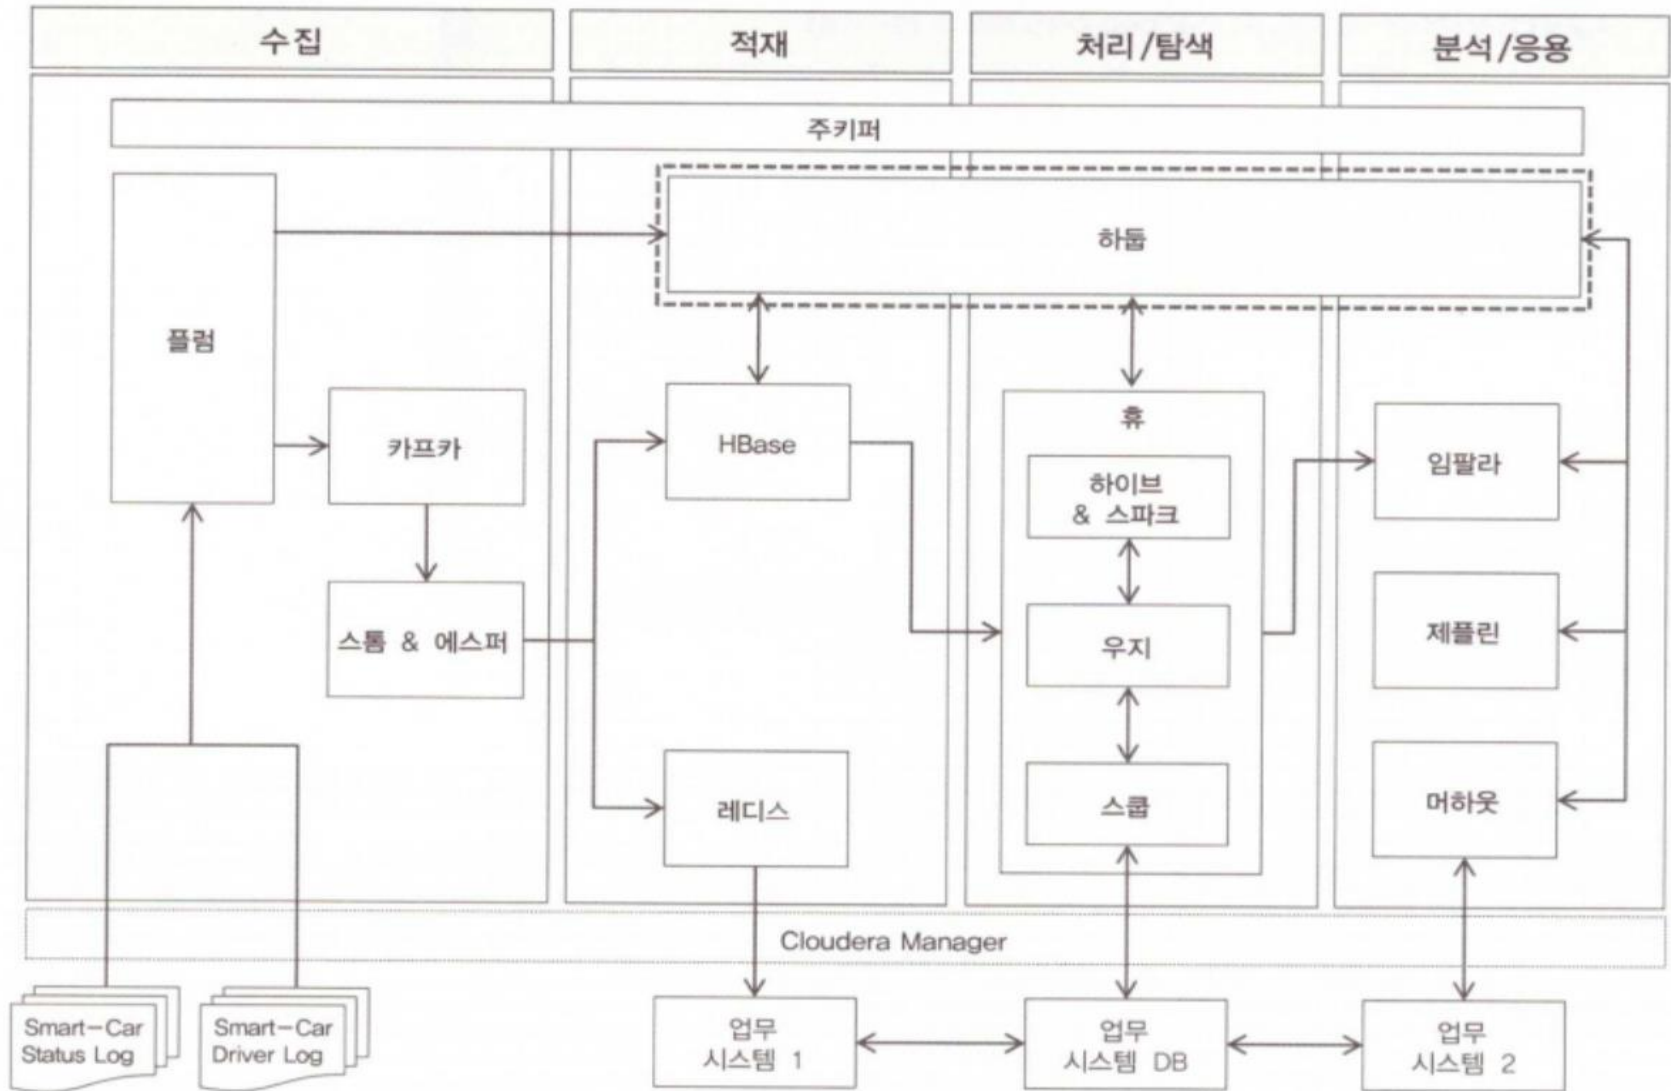 수집
적재
처리/탐색
분석/응용
주키퍼
하둡
플럼
카프카
HBase
휴
하이브
& 스파크
임팔라
스톰 & 에스퍼
우지
제플린
레디스
스쿱
머하웃
Cloudera Manager
Smart-Car
Status Log
Smart-Car
Driver Log
업무
시스템 1
업무
시스템 DB
업무
시스템 2